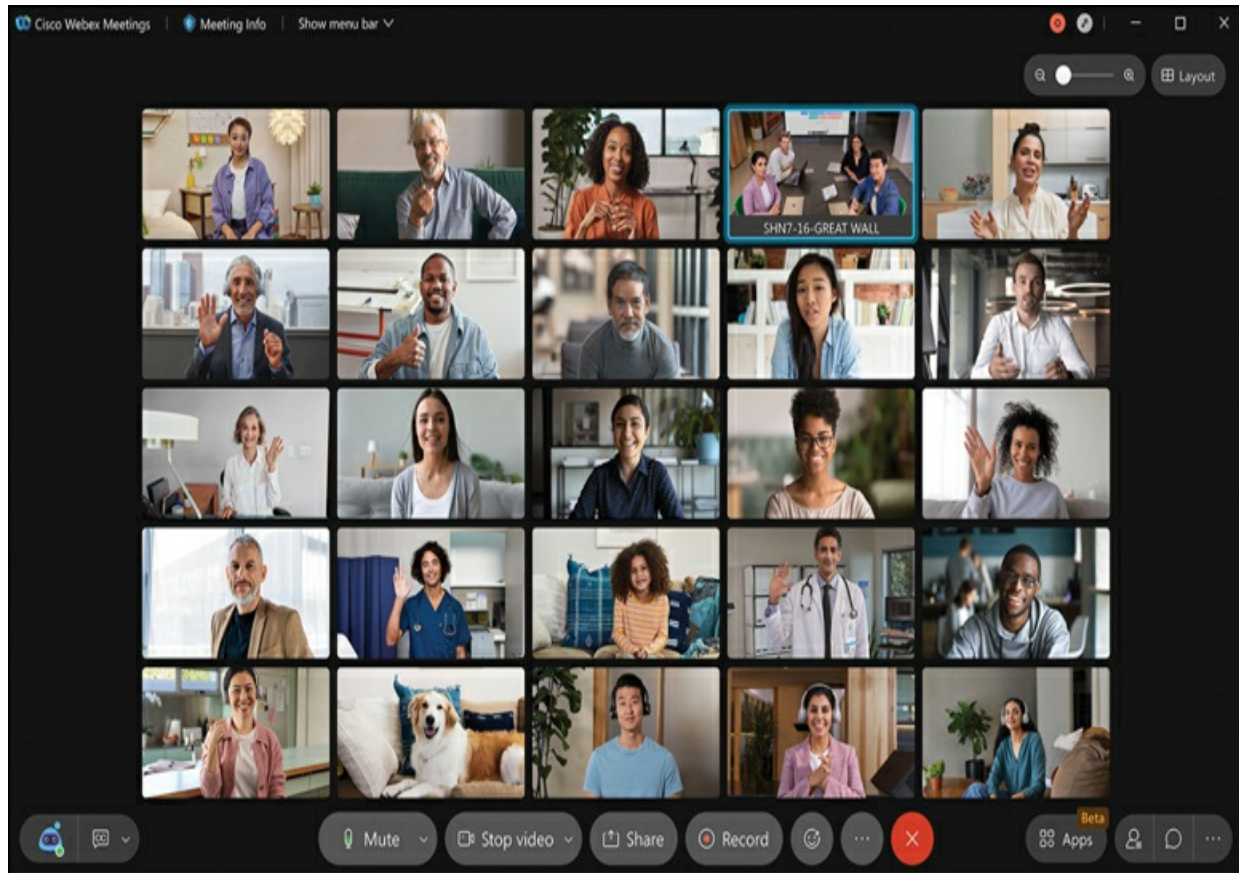 Cisco Webex Meetings
Meeting Info
Show menu bar
Layout
SHN7-16-GREAT WALL
Beta
CC
Mute
Stop video
Share
Record
Apps